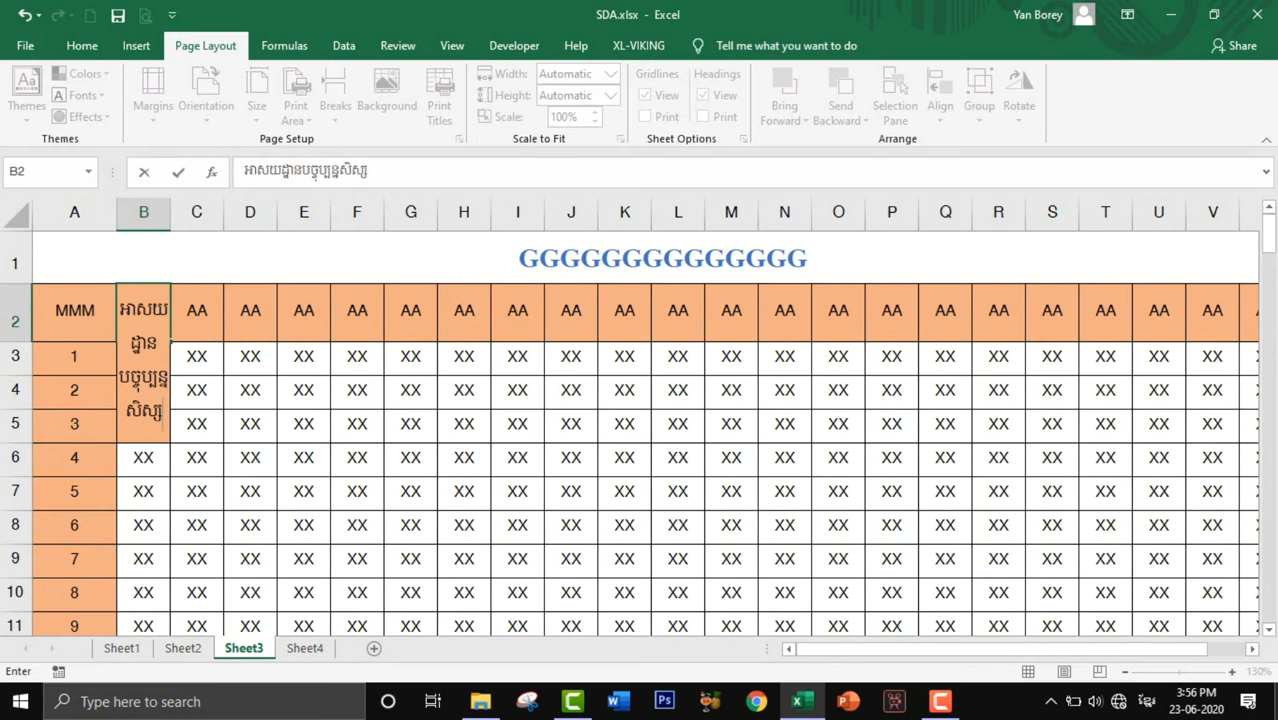 SDA.xlsx - Excel
Yan Borey
File Home Insert Page Layout Formulas Data Review View Developer Help XL-VIKING Tell me what you want to do Share
Themes
Colors
Fonts
Effects
Themes
Margins Orientation Size Print Area Breaks Background Print Titles
Page Setup
Width: Automatic
Height: Automatic
Scale: 100%
Scale to Fit
Gridlines Headings
View View
Print Print
Sheet Options
Bring Forward Send Backward Selection Pane Align Group Rotate
Arrange
B2 fx អាសយដ្ឋានបច្ចុប្បន្នសិស្ស
A B C D E F G H I J K L M N O P Q R S T U V
1 GGGGGGGGGGGGGG
2 MMM អាសយ AA AA AA AA AA AA AA AA AA AA AA AA AA AA AA AA AA AA AA AA
ដ្ឋាន
3 1 XX XX XX XX XX XX XX XX XX XX XX XX XX XX XX XX XX XX XX XX
បច្ចុប្បន្ន
4 2 XX XX XX XX XX XX XX XX XX XX XX XX XX XX XX XX XX XX XX XX
សិស្ស
5 3 XX XX XX XX XX XX XX XX XX XX XX XX XX XX XX XX XX XX XX XX
6 4 XX XX XX XX XX XX XX XX XX XX XX XX XX XX XX XX XX XX XX XX XX
7 5 XX XX XX XX XX XX XX XX XX XX XX XX XX XX XX XX XX XX XX XX XX
8 6 XX XX XX XX XX XX XX XX XX XX XX XX XX XX XX XX XX XX XX XX XX
9 7 XX XX XX XX XX XX XX XX XX XX XX XX XX XX XX XX XX XX XX XX XX
10 8 XX XX XX XX XX XX XX XX XX XX XX XX XX XX XX XX XX XX XX XX XX
11 9 XX XX XX XX XX XX XX XX XX XX XX XX XX XX XX XX XX XX XX XX XX
Sheet1 Sheet2 Sheet3 Sheet4
Enter 130%
Type here to search
3:56 PM
23-06-2020